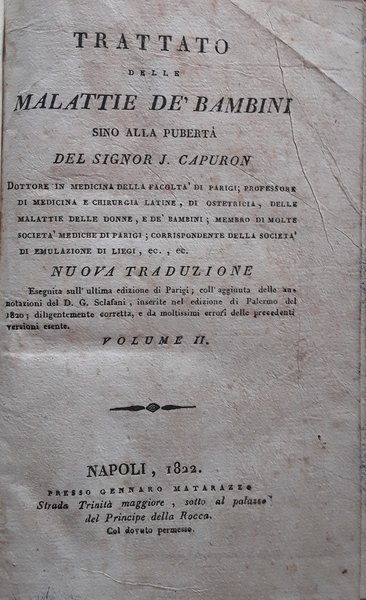 TRATTATO
DELLE
MALATTIE DE' BAMBINI
SINO ALLA PUBERTÀ
DEL SIGNOR J. CAPURON
DOTTORE IN MEDICINA DELLA FACOLTA' DI PARIGI; PROFESSORE
DI MEDICINA E CHIRURGIA LATINE, DI OSTETRICIA, DELLE
MALATTIE DELLE DONNE, E DE' BAMBINI; MEMBRO DI MOLTE
SOCIETA' MEDICHE DI PARIGI; CORRISPONDENTE DELLA SOCIETA'
DI EMULAZIONE DI LIEGI, EC., EC.
NUOVA TRADUZIONE
Eseguita sull'ultima edizione di Parigi; coll'aggiunta delle an-
notazioni del D. G. Sclafani, inserite nel edizione di Palermo del
1820; diligentemente corretta, e da moltissimi errori delle precedenti
versioni esente.
VOLUME II.
NAPOLI, 1822.
PRESSO GENNARO MATARAZZO
Strada Trinità maggiore, sotto al palazzo
del Principe della Rocca.
Col dovuto permesso.